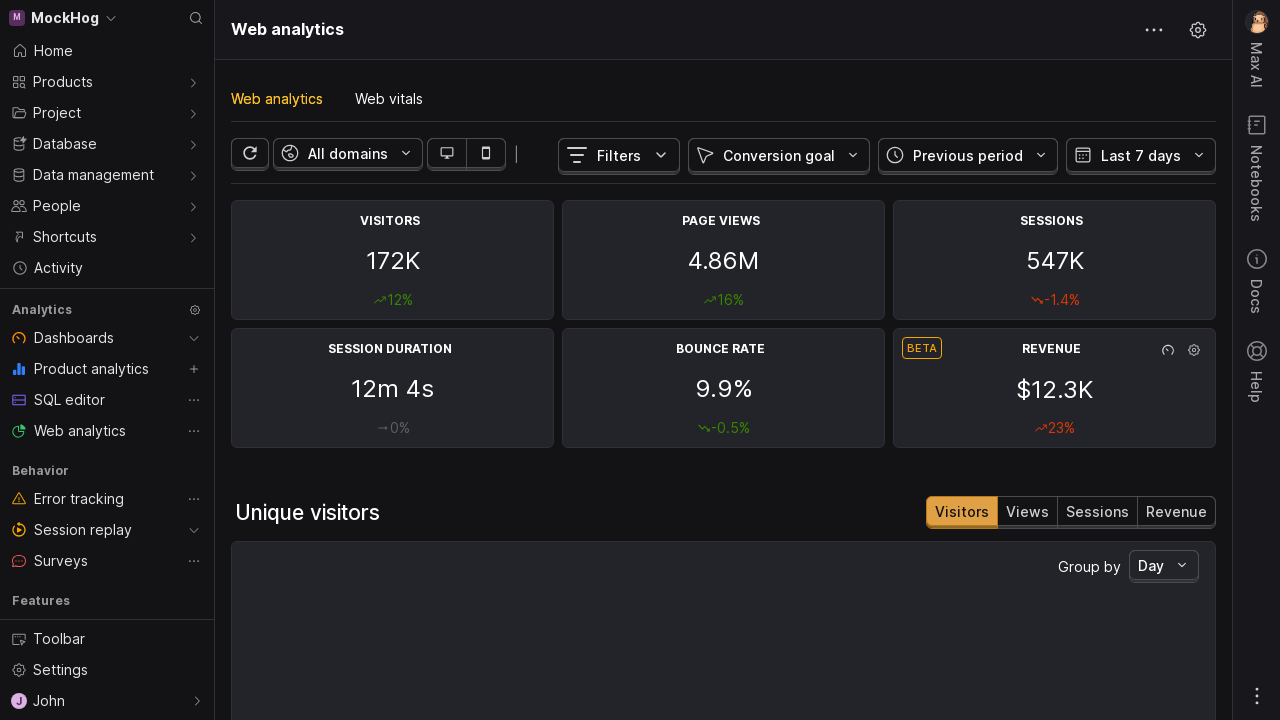 M MockHog
Home
Products
Project
Database
Data management
People
Shortcuts
Activity
Analytics
Dashboards
Product analytics
SQL editor
Web analytics
Behavior
Error tracking
Session replay
Surveys
Features
Toolbar
Settings
J John
Web analytics
Web analytics Web vitals
All domains Filters Conversion goal Previous period Last 7 days
VISITORS
172K
12%
PAGE VIEWS
4.86M
16%
SESSIONS
547K
-1.4%
SESSION DURATION
12m 4s
0%
BOUNCE RATE
9.9%
-0.5%
BETA REVENUE
$12.3K
23%
Unique visitors
Visitors Views Sessions Revenue
Group by Day
Max AI
Notebooks
Docs
Help